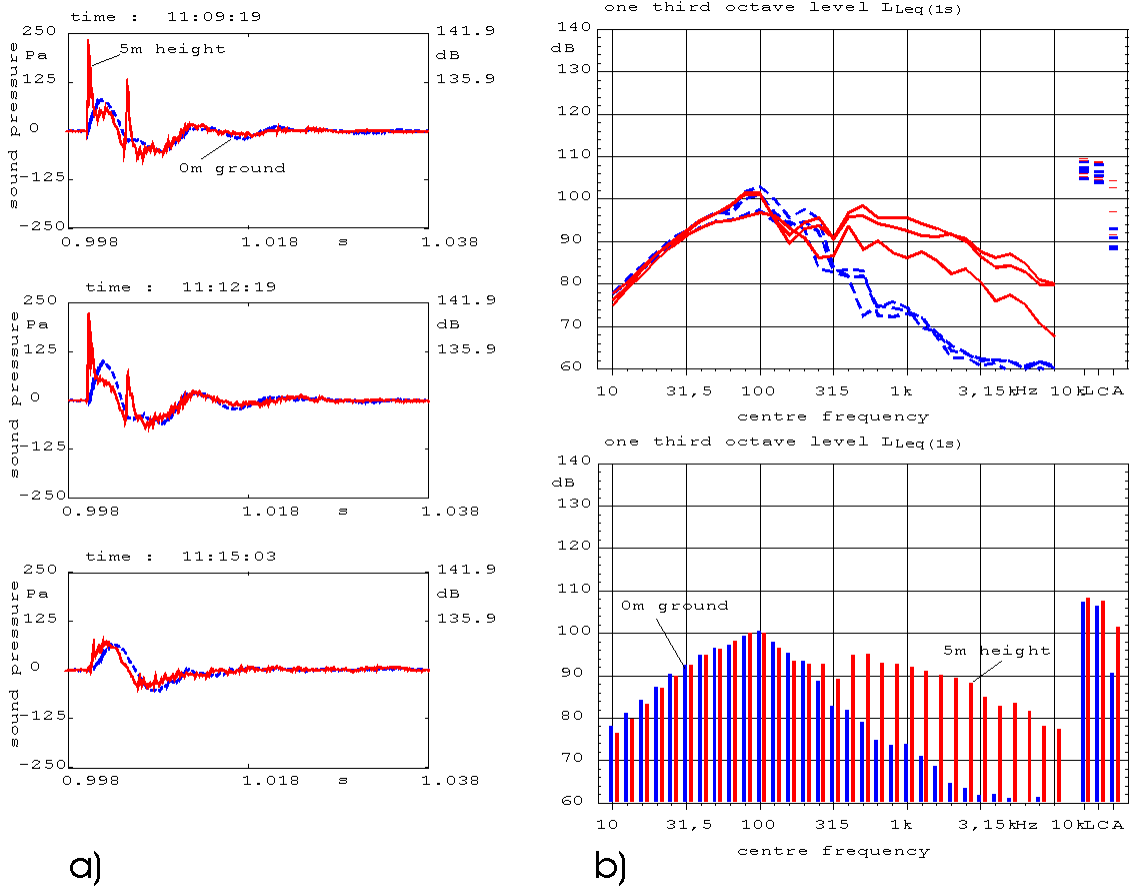 time : 11:09:19
250
Pa
125
0
-125
-250
sound pressure
141.9
dB
135.9
5m height
0m ground
0.998
1.018
s
1.038
time : 11:12:19
250
Pa
125
0
-125
-250
sound pressure
141.9
dB
135.9
0.998
1.018
s
1.038
time : 11:15:03
250
Pa
125
0
-125
-250
sound pressure
141.9
dB
135.9
0.998
1.018
s
1.038
a)
one third octave level LLeq(1s)
140
dB
130
120
110
100
90
80
70
60
10 31,5 100 315 1k 3,15kHz 10kLCA
centre frequency
one third octave level LLeq(1s)
140
dB
130
120
110
100
90
80
70
60
0m ground
5m height
10 31,5 100 315 1k 3,15kHz 10kLCA
centre frequency
b)